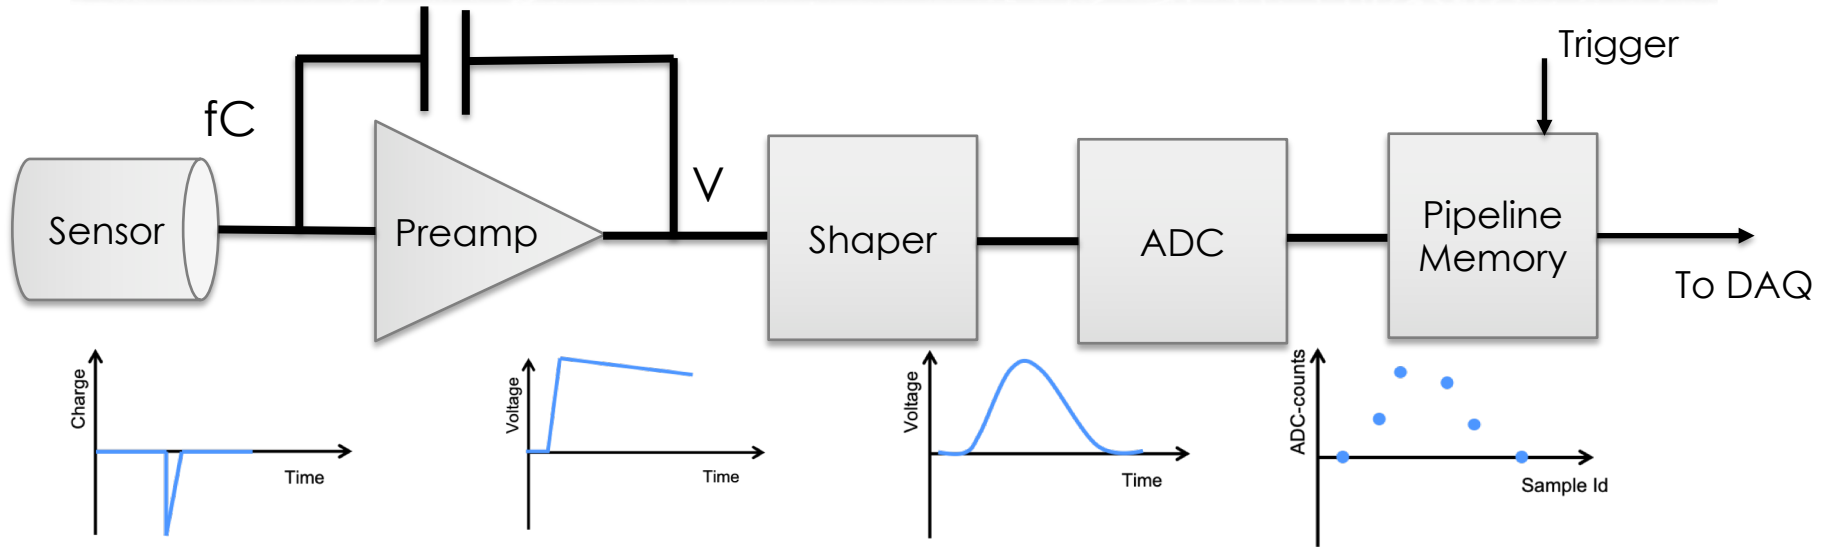 Trigger
fC
V
Sensor
Preamp
Shaper
ADC
Pipeline
Memory
To DAQ
Charge
Time
Voltage
Time
Voltage
Time
ADC-counts
Sample Id